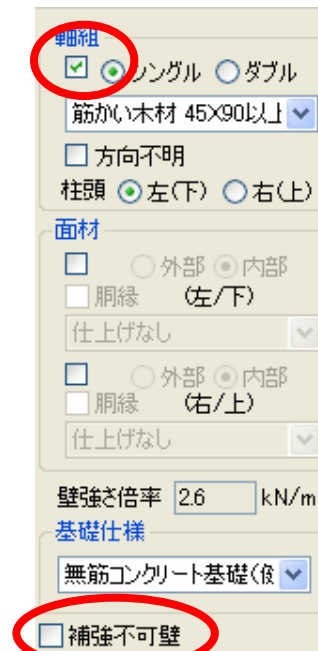 軸組
シングル ダブル
筋かい木材 45×90以上
方向不明
柱頭 左(下) 右(上)
面材
外部 内部
胴縁 (左/下)
仕上げなし
外部 内部
胴縁 (右/上)
仕上げなし
壁強さ倍率 2.6 kN/m
基礎仕様
無筋コンクリート基礎(
補強不可壁